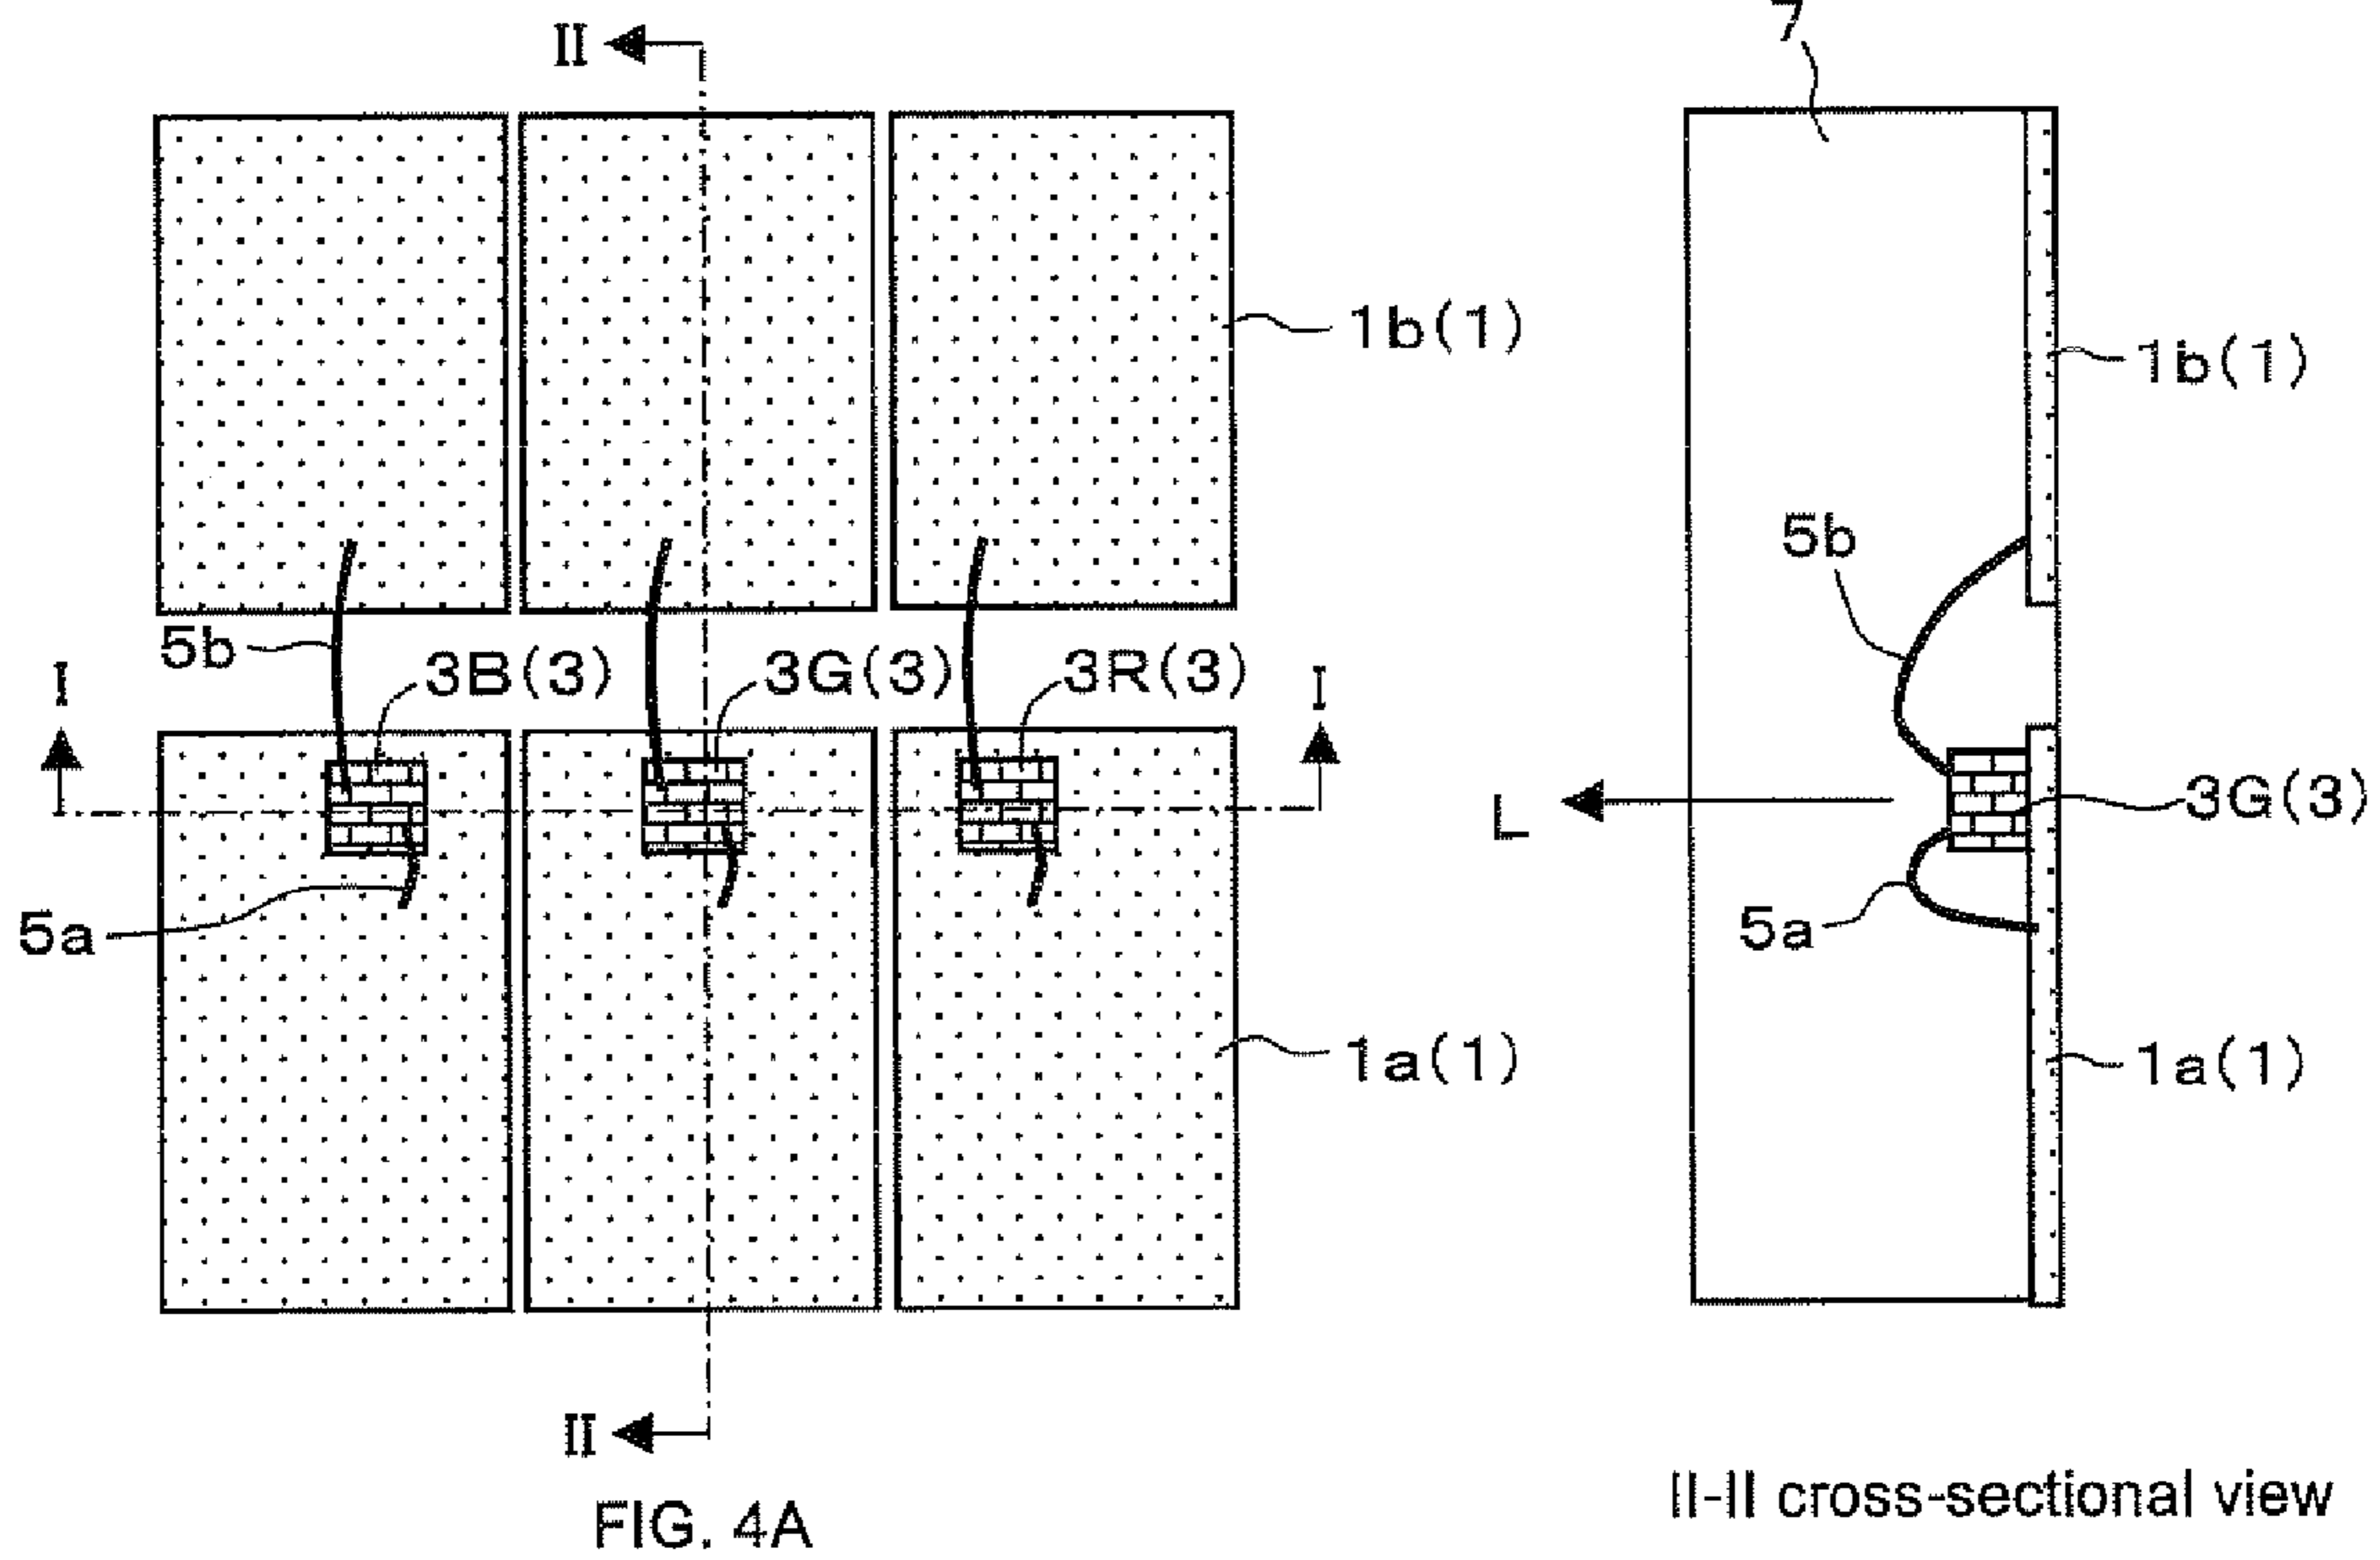 II
7
1b(1)
1b(1)
5b
5b
3B(3)
3G(3)
3R(3)
I
I
L
3G(3)
5a
5a
1a(1)
1a(1)
II
FIG. 4A
II-II cross-sectional view